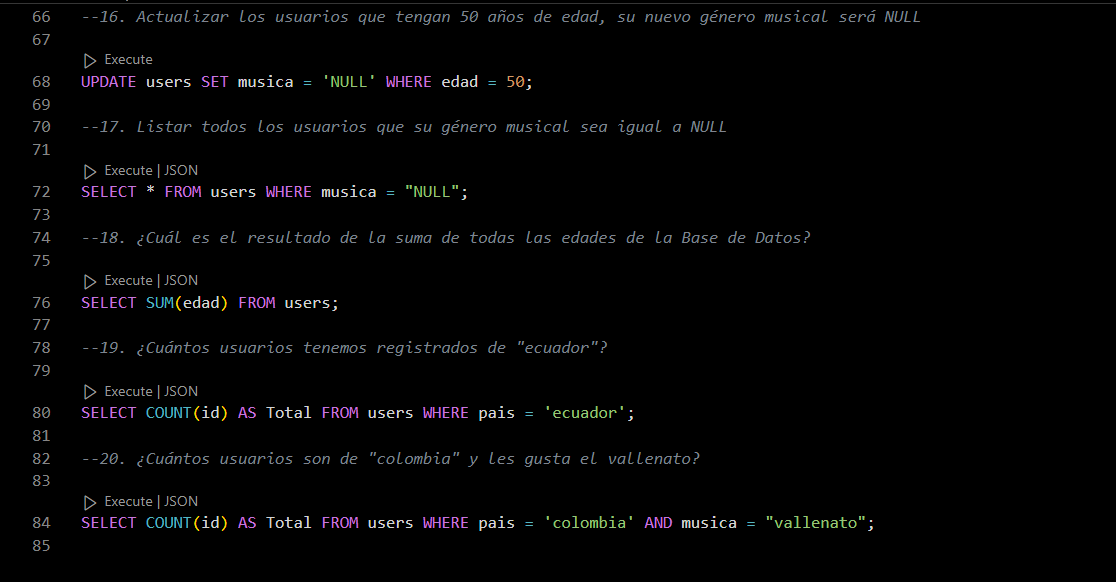 66 --16. Actualizar los usuarios que tengan 50 años de edad, su nuevo género musical será NULL
67
Execute
68 UPDATE users SET musica = 'NULL' WHERE edad = 50;
69
70 --17. Listar todos los usuarios que su género musical sea igual a NULL
71
Execute | JSON
72 SELECT * FROM users WHERE musica = "NULL";
73
74 --18. ¿Cuál es el resultado de la suma de todas las edades de la Base de Datos?
75
Execute | JSON
76 SELECT SUM(edad) FROM users;
77
78 --19. ¿Cuántos usuarios tenemos registrados de "ecuador"?
79
Execute | JSON
80 SELECT COUNT(id) AS Total FROM users WHERE pais = 'ecuador';
81
82 --20. ¿Cuántos usuarios son de "colombia" y les gusta el vallenato?
83
Execute | JSON
84 SELECT COUNT(id) AS Total FROM users WHERE pais = 'colombia' AND musica = "vallenato";
85